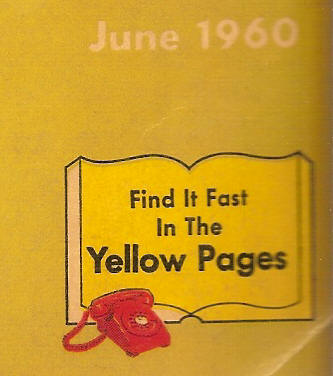 June 1960
Find It Fast
In The
Yellow Pages